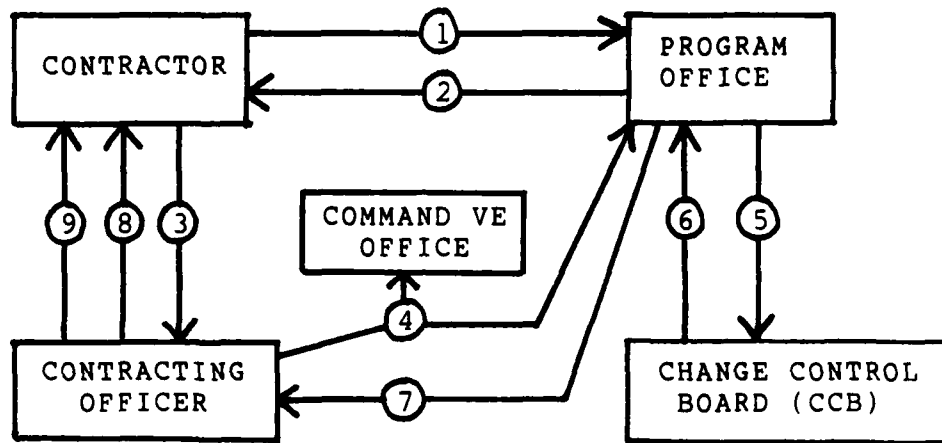 1
CONTRACTOR
PROGRAM
OFFICE
2
9
8
3
COMMAND VE
OFFICE
6
5
4
CONTRACTING
OFFICER
7
CHANGE CONTROL
BOARD (CCB)